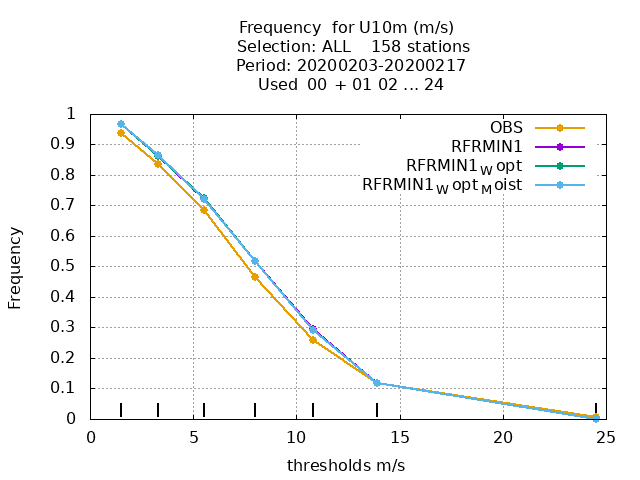 Frequency  for U10m (m/s)
Selection: ALL    158 stations
Period: 20200203-20200217
Used  00  + 01 02 ... 24
OBS
RFRMIN1
RFRMIN1Wopt
RFRMIN1WoptMoist
1
0.9
0.8
0.7
0.6
0.5
0.4
0.3
0.2
0.1
0
Frequency
0 5 10 15 20 25
thresholds m/s